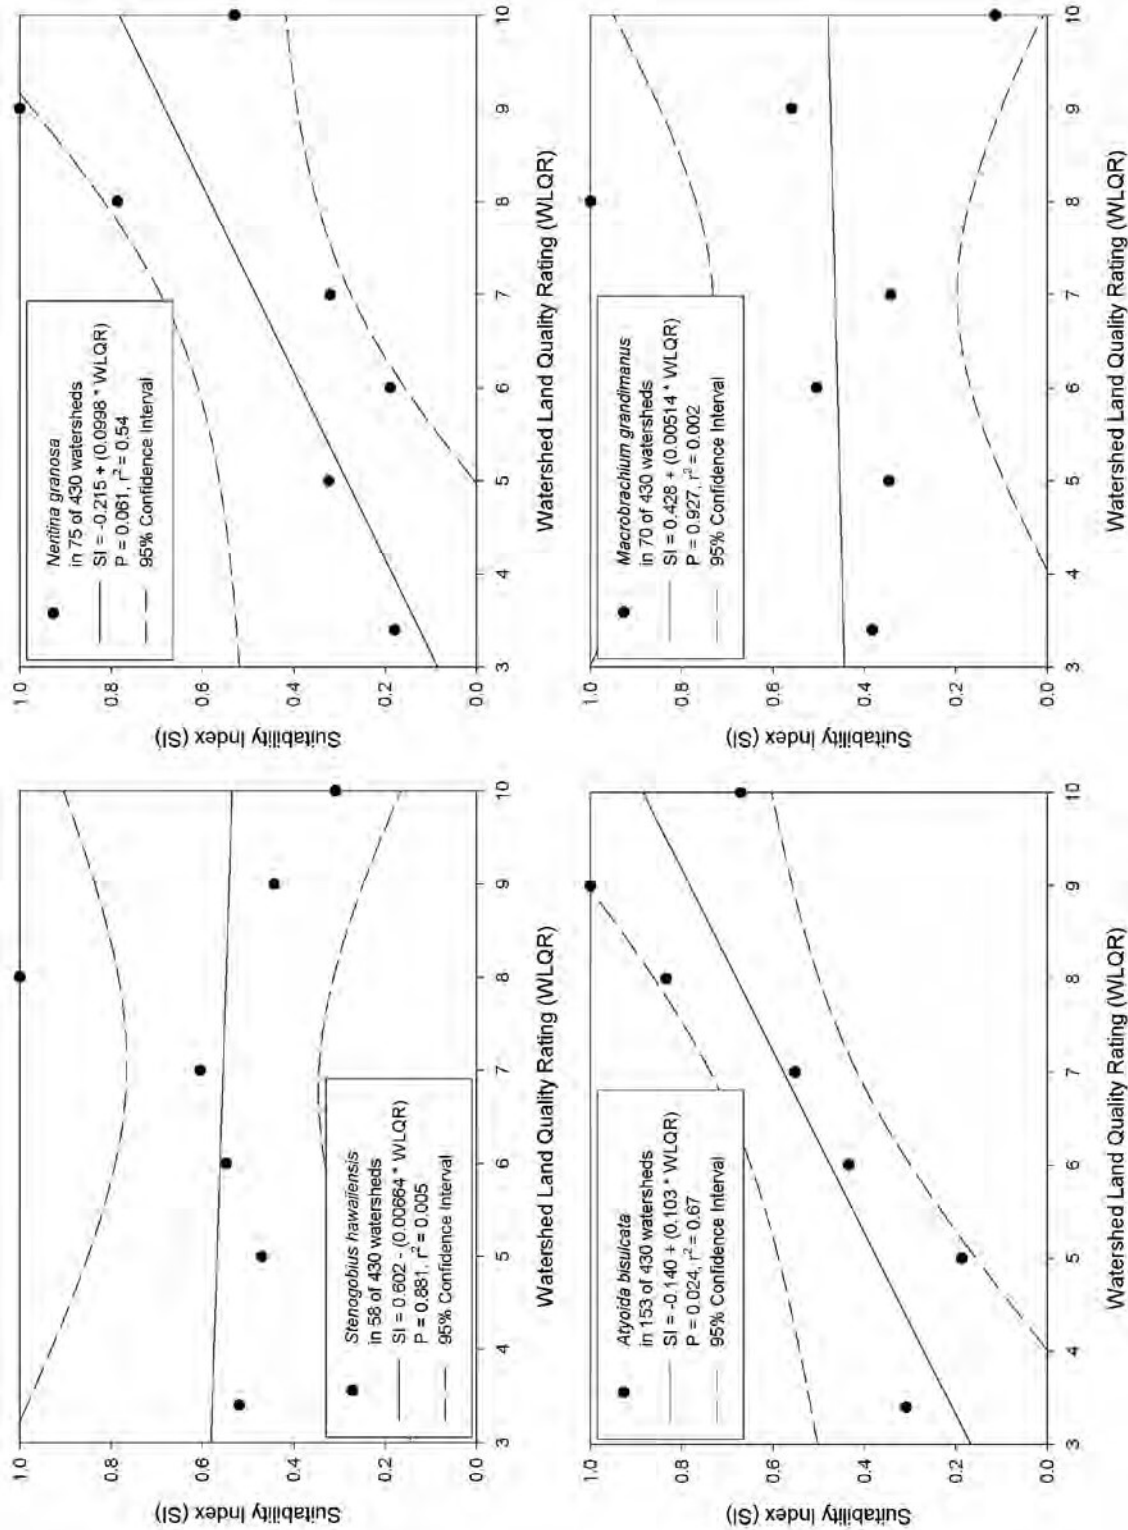 Suitability Index (SI)
1.0
0.8
0.6
0.4
0.2
0.0
Stenogobius hawaiiensis
in 58 of 430 watersheds
SI = 0.602 - (0.00664 * WLQR)
P = 0.881, r² = 0.005
95% Confidence Interval
3 4 5 6 7 8 9 10
Watershed Land Quality Rating (WLQR)
Suitability Index (SI)
1.0
0.8
0.6
0.4
0.2
0.0
Neritina granosa
in 75 of 430 watersheds
SI = -0.215 + (0.0998 * WLQR)
P = 0.061, r² = 0.54
95% Confidence Interval
3 4 5 6 7 8 9 10
Watershed Land Quality Rating (WLQR)
Suitability Index (SI)
1.0
0.8
0.6
0.4
0.2
0.0
Atyoida bisulcata
in 153 of 430 watersheds
SI = -0.140 + (0.103 * WLQR)
P = 0.024, r² = 0.67
95% Confidence Interval
3 4 5 6 7 8 9 10
Watershed Land Quality Rating (WLQR)
Suitability Index (SI)
1.0
0.8
0.6
0.4
0.2
0.0
Macrobrachium grandimanus
in 70 of 430 watersheds
SI = 0.428 + (0.00514 * WLQR)
P = 0.927, r² = 0.002
95% Confidence Interval
3 4 5 6 7 8 9 10
Watershed Land Quality Rating (WLQR)